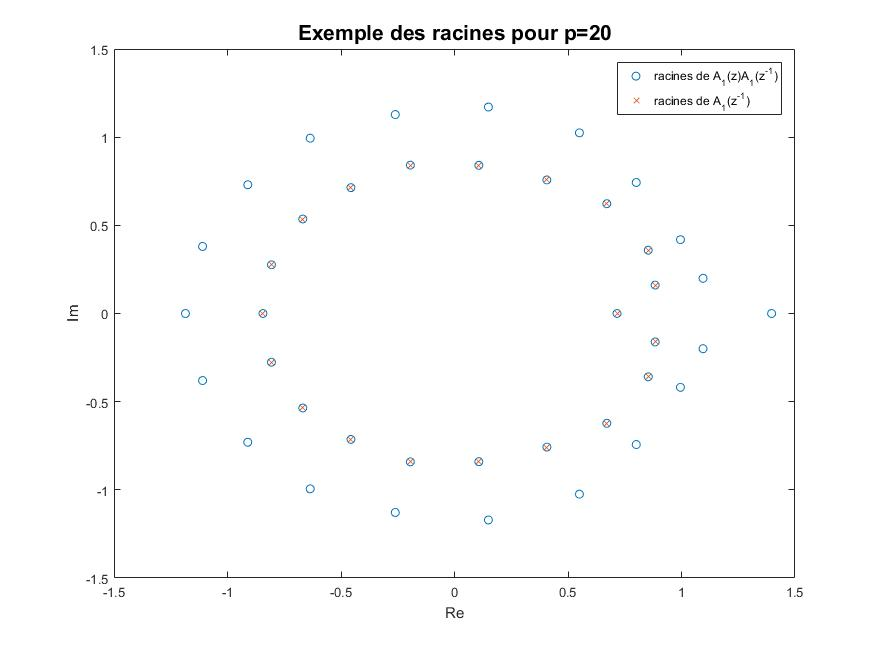 Exemple des racines pour p=20
racines de A₁(z)A₁(z⁻¹)
racines de A₁(z⁻¹)
1.5
1
0.5
0
-0.5
-1
-1.5
Im
-1.5 -1 -0.5 0 0.5 1 1.5
Re